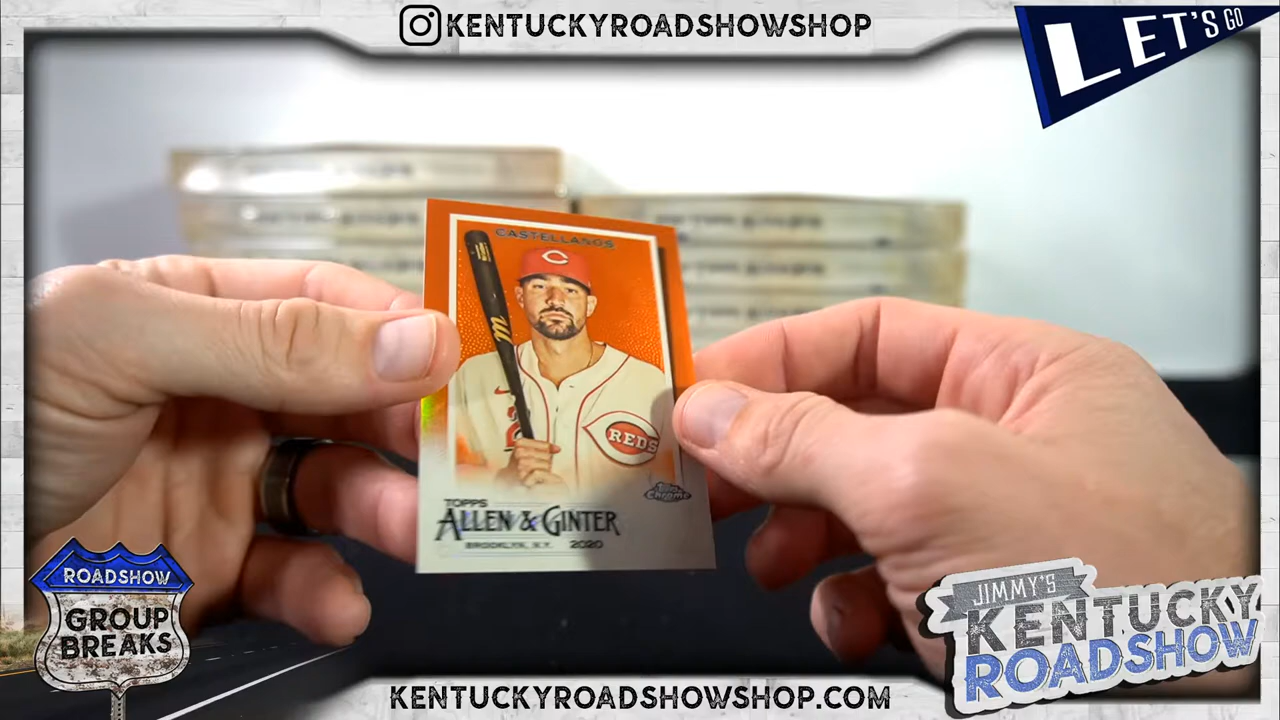 KENTUCKYROADSHOWSHOP
LET'S GO
CASTELLANOS
REDS
Topps
Chrome
TOPPS
ALLEN & GINTER
BROOKLYN, N.Y. 2020
ROADSHOW
GROUP
BREAKS
JIMMY'S
KENTUCKY
ROADSHOW
KENTUCKYROADSHOWSHOP.COM